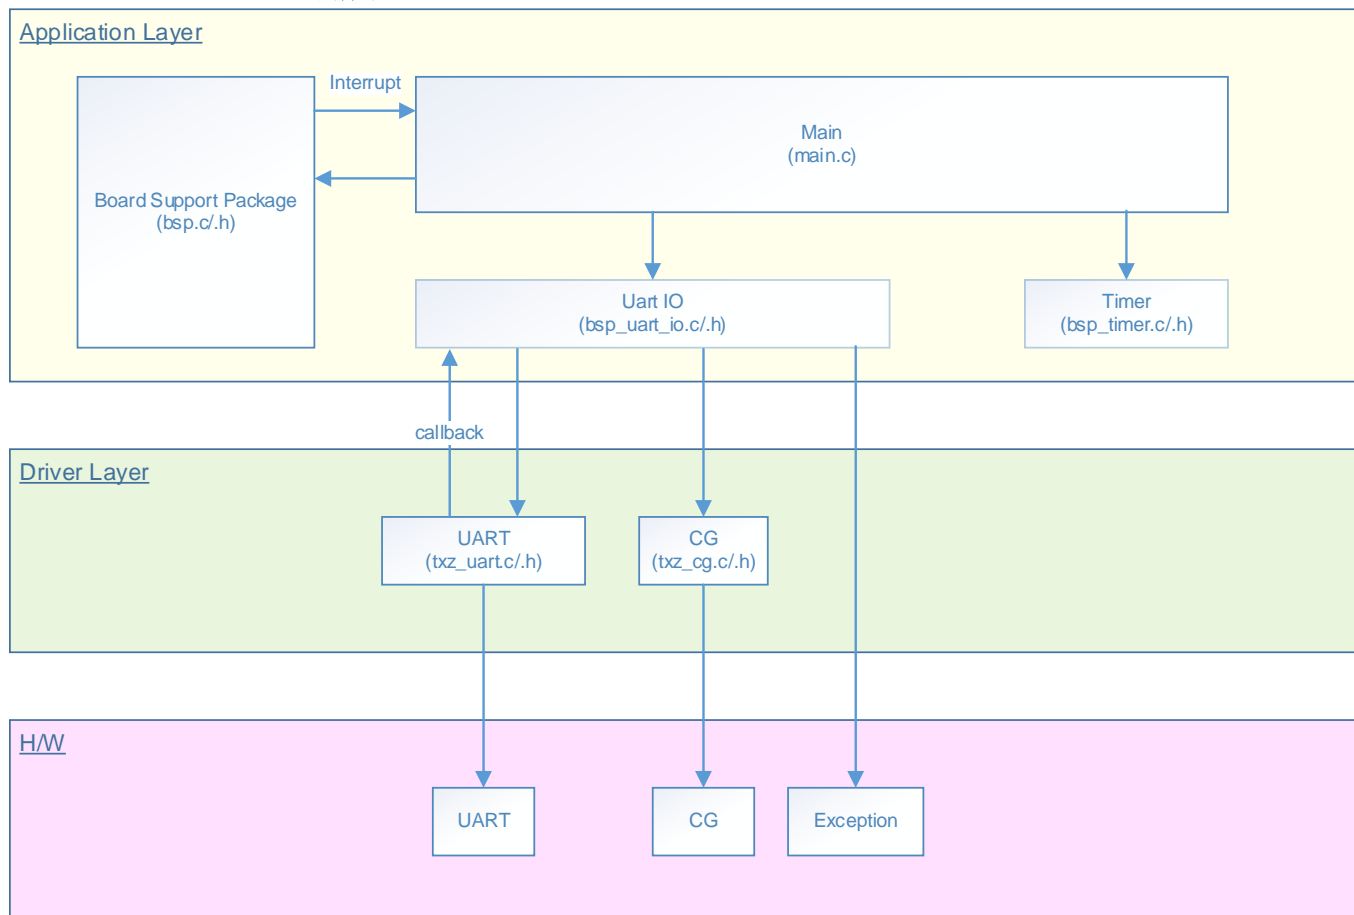 Application Layer
Interrupt
Main
(main.c)
Board Support Package
(bsp.c/.h)
Uart IO
(bsp_uart_io.c/.h)
Timer
(bsp_timer.c/.h)
callback
Driver Layer
UART
(txz_uart.c/.h)
CG
(txz_cg.c/.h)
H/W
UART
CG
Exception